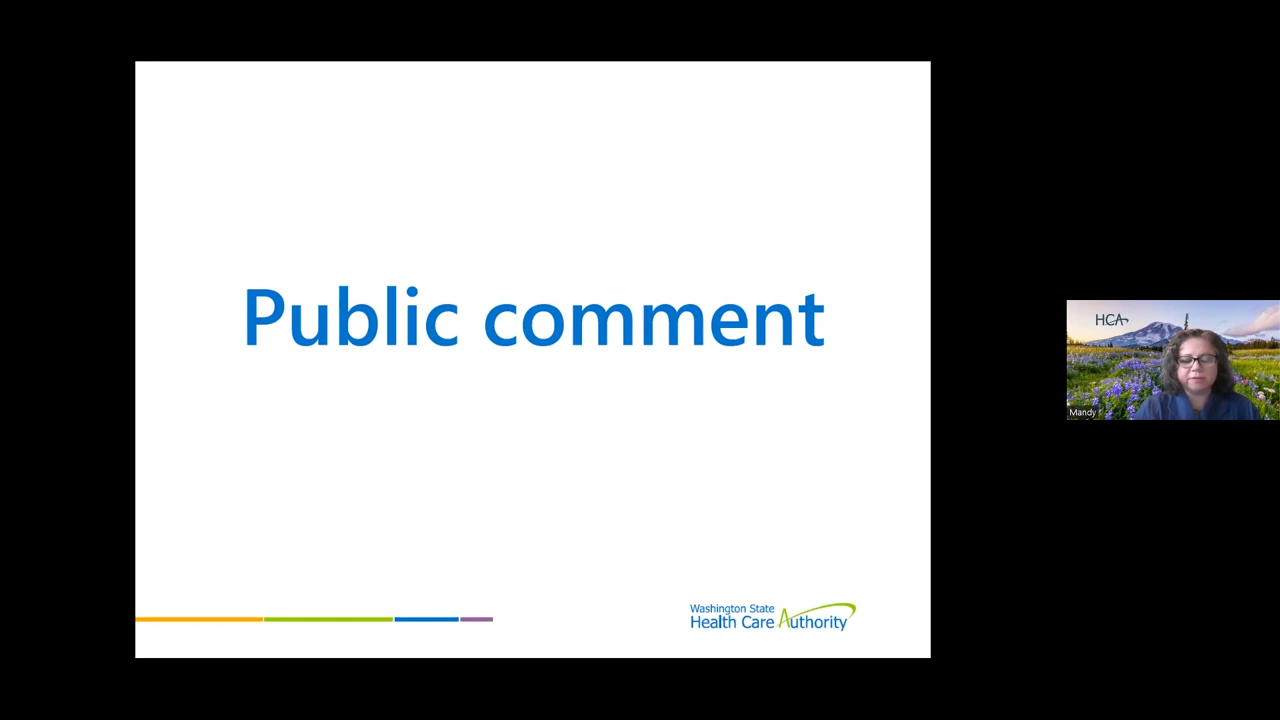 Public comment
Washington State
Health Care Authority
HCA
Mandy